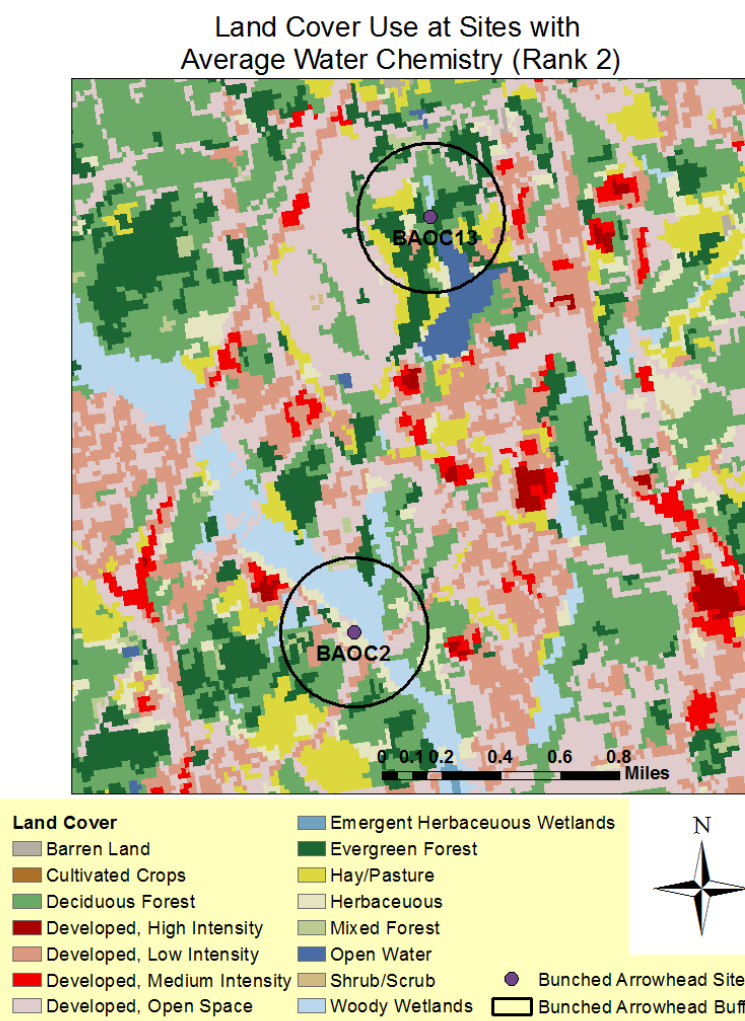 Land Cover Use at Sites with
Average Water Chemistry (Rank 2)
BAOC13
BAOC2
0 0.1 0.2 0.4 0.6 0.8
Miles
Land Cover
Barren Land
Cultivated Crops
Deciduous Forest
Developed, High Intensity
Developed, Low Intensity
Developed, Medium Intensity
Developed, Open Space
Emergent Herbaceuous Wetlands
Evergreen Forest
Hay/Pasture
Herbaceuous
Mixed Forest
Open Water
Shrub/Scrub
Woody Wetlands
N
Bunched Arrowhead Site
Bunched Arrowhead Buff